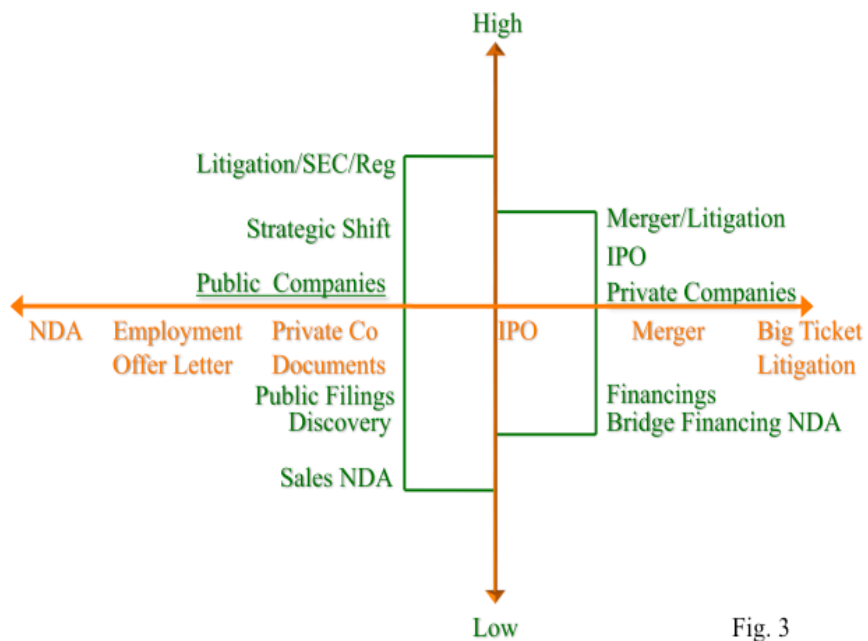 High
Litigation/SEC/Reg
Strategic Shift
Merger/Litigation
IPO
Public Companies
Private Companies
NDA
Employment
Offer Letter
Private Co
Documents
IPO
Merger
Big Ticket
Litigation
Public Filings
Discovery
Financings
Bridge Financing NDA
Sales NDA
Low
Fig. 3